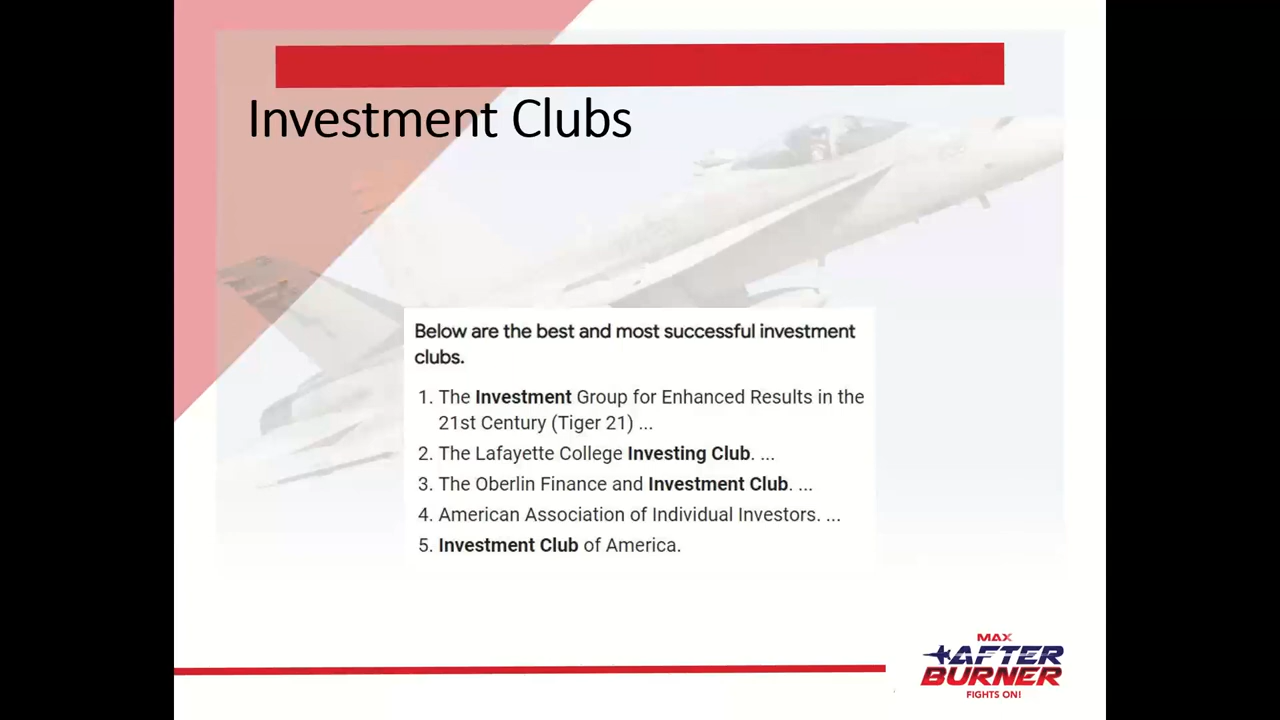 Investment Clubs
Below are the best and most successful investment
clubs.
1. The Investment Group for Enhanced Results in the
21st Century (Tiger 21) ...
2. The Lafayette College Investing Club. ...
3. The Oberlin Finance and Investment Club. ...
4. American Association of Individual Investors. ...
5. Investment Club of America.
MAX
AFTER
BURNER
FIGHTS ON!